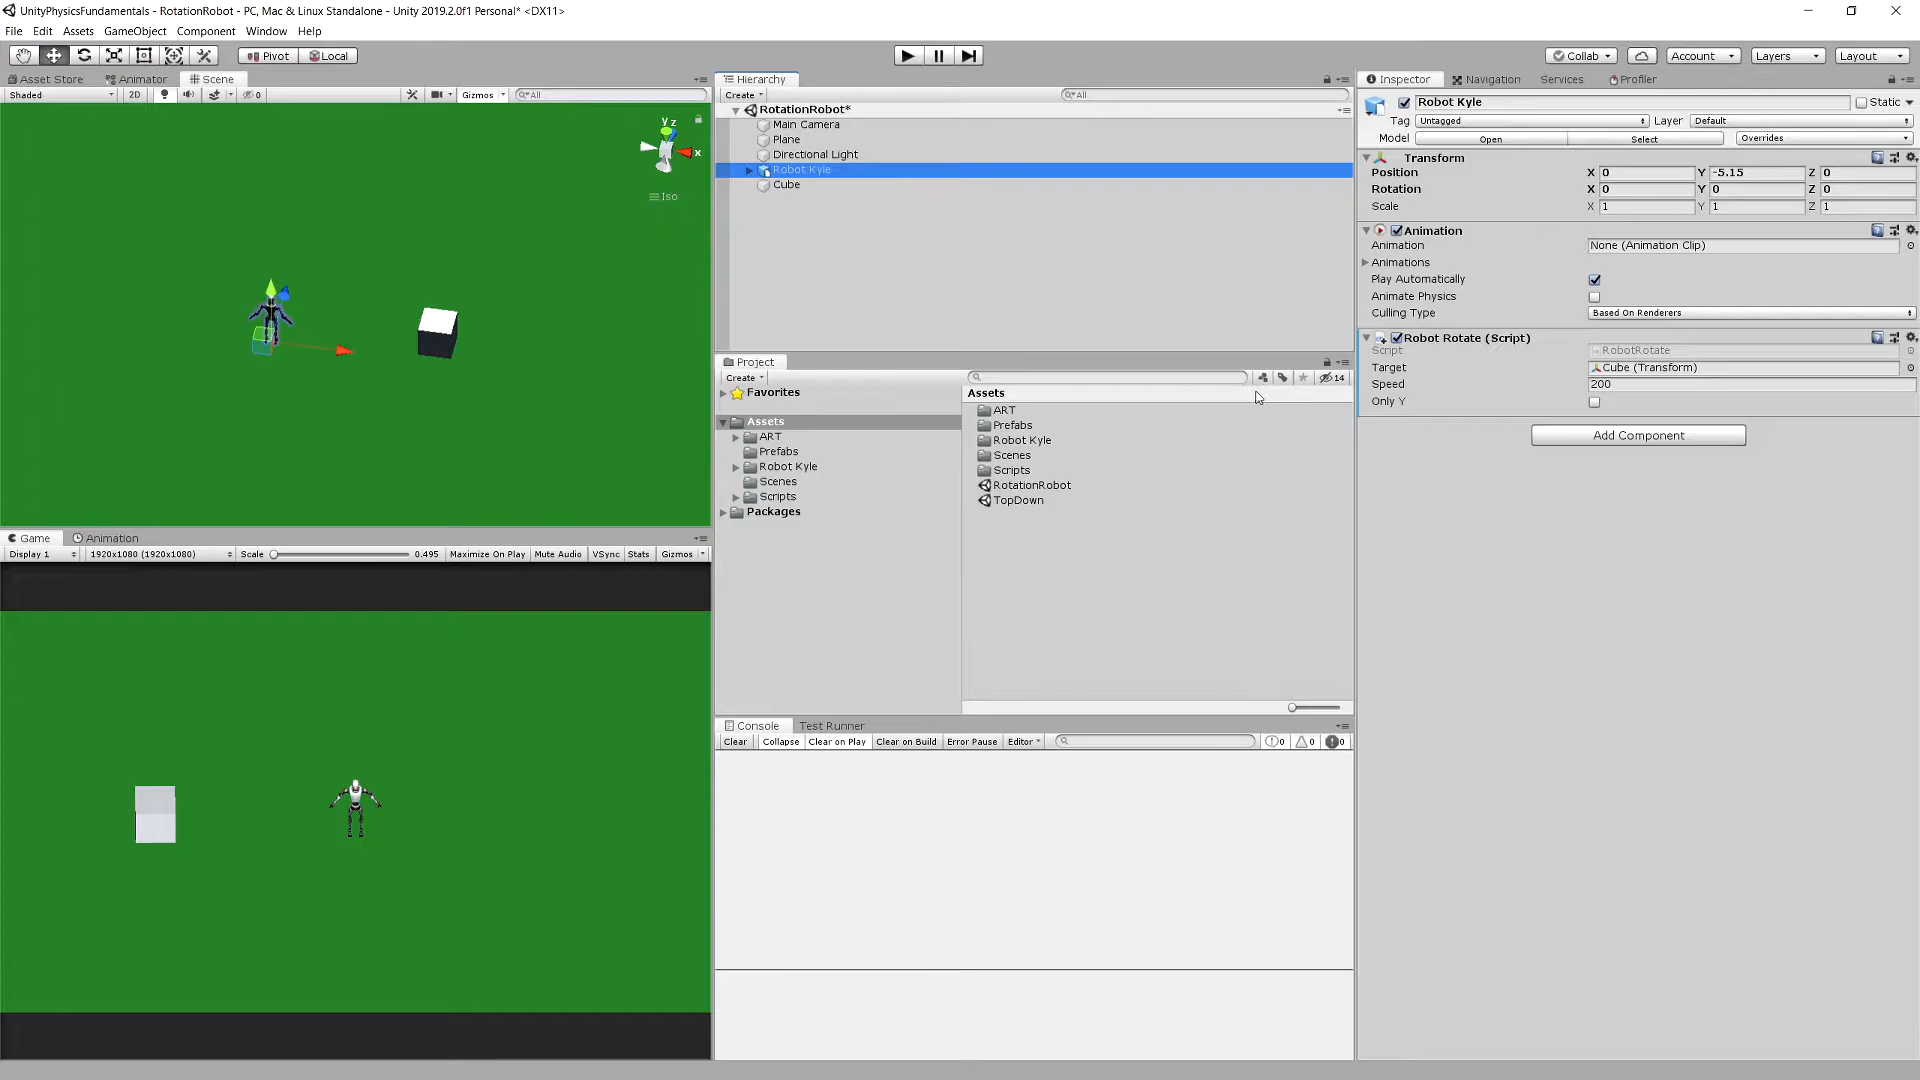 UnityPhysicsFundamentals - RotationRobot - PC, Mac & Linux Standalone - Unity 2019.2.0f1 Personal* <DX11>
File Edit Assets GameObject Component Window Help
Pivot Local Collab Account Layers Layout
Asset Store Animator Scene
Shaded 2D 0 Gizmos All
y z
x
Iso
Game Animation
Display 1 1920x1080 (1920x1080) Scale 0.495 Maximize On Play Mute Audio VSync Stats Gizmos
Hierarchy
Create All
RotationRobot*
Main Camera
Plane
Directional Light
Robot Kyle
Cube
Project
Create 14
Favorites
Assets
ART
Prefabs
Robot Kyle
Scenes
Scripts
Packages
Assets
ART
Prefabs
Robot Kyle
Scenes
Scripts
RotationRobot
TopDown
Console Test Runner
Clear Collapse Clear on Play Clear on Build Error Pause Editor 0 0 0
Inspector Navigation Services Profiler
Robot Kyle Static
Tag Untagged Layer Default
Model Open Select Overrides
Transform
Position X 0 Y -5.15 Z 0
Rotation X 0 Y 0 Z 0
Scale X 1 Y 1 Z 1
Animation
Animation None (Animation Clip)
Animations
Play Automatically
Animate Physics
Culling Type Based On Renderers
Robot Rotate (Script)
Script RobotRotate
Target Cube (Transform)
Speed 200
Only Y
Add Component